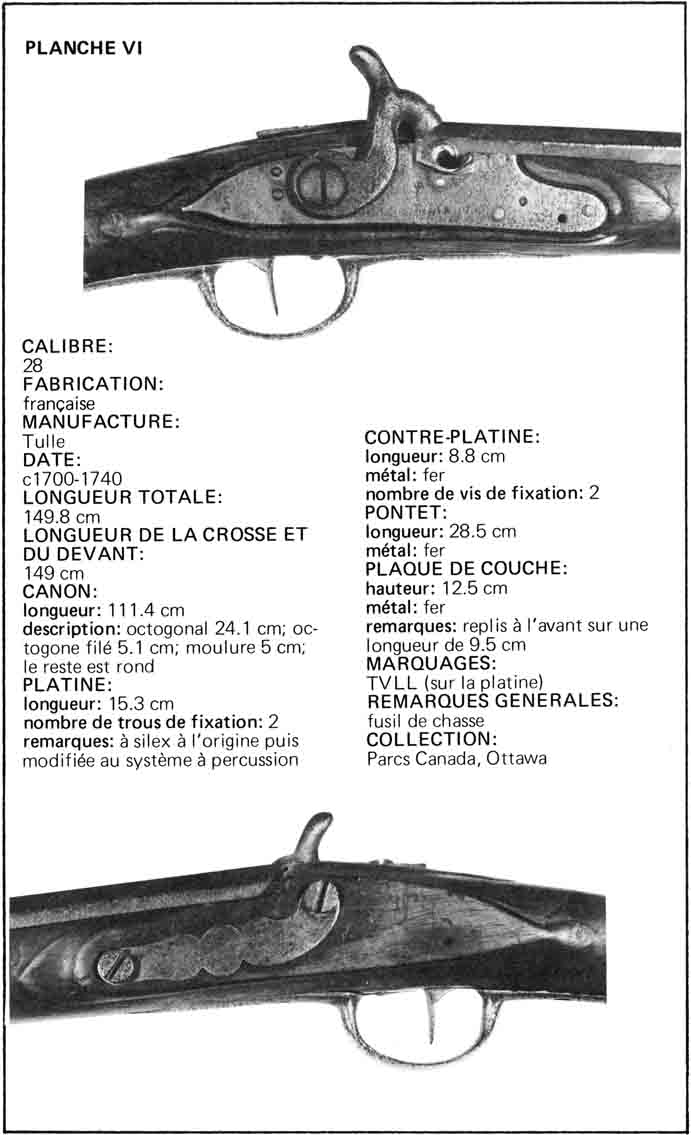 PLANCHE VI
CALIBRE:
28
FABRICATION:
française
MANUFACTURE:
Tulle
DATE:
c1700-1740
LONGUEUR TOTALE:
149.8 cm
LONGUEUR DE LA CROSSE ET
DU DEVANT:
149 cm
CANON:
longueur: 111.4 cm
description: octogonal 24.1 cm; oc-
togone filé 5.1 cm; moulure 5 cm;
le reste est rond
PLATINE:
longueur: 15.3 cm
nombre de trous de fixation: 2
remarques: à silex à l'origine puis
modifiée au système à percussion
CONTRE-PLATINE:
longueur: 8.8 cm
métal: fer
nombre de vis de fixation: 2
PONTET:
longueur: 28.5 cm
métal: fer
PLAQUE DE COUCHE:
hauteur: 12.5 cm
métal: fer
remarques: replis à l'avant sur une
longueur de 9.5 cm
MARQUAGES:
TVLL (sur la platine)
REMARQUES GENERALES:
fusil de chasse
COLLECTION:
Parcs Canada, Ottawa